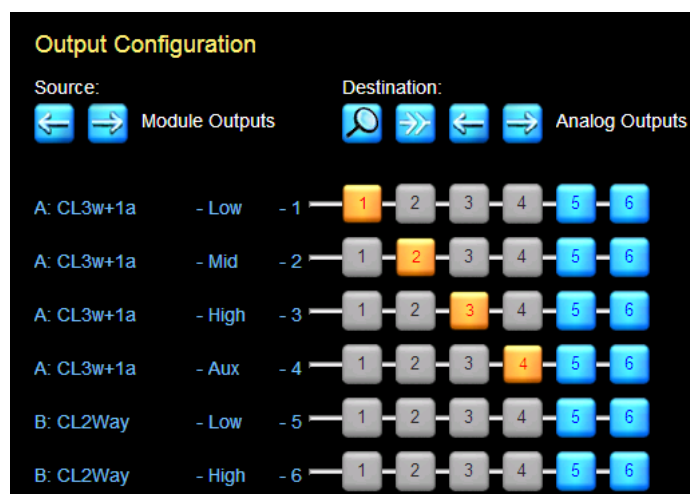 Output Configuration
Source: Destination:
Module Outputs Analog Outputs
A: CL3w+1a - Low - 1 1 2 3 4 5 6
A: CL3w+1a - Mid - 2 1 2 3 4 5 6
A: CL3w+1a - High - 3 1 2 3 4 5 6
A: CL3w+1a - Aux - 4 1 2 3 4 5 6
B: CL2Way - Low - 5 1 2 3 4 5 6
B: CL2Way - High - 6 1 2 3 4 5 6